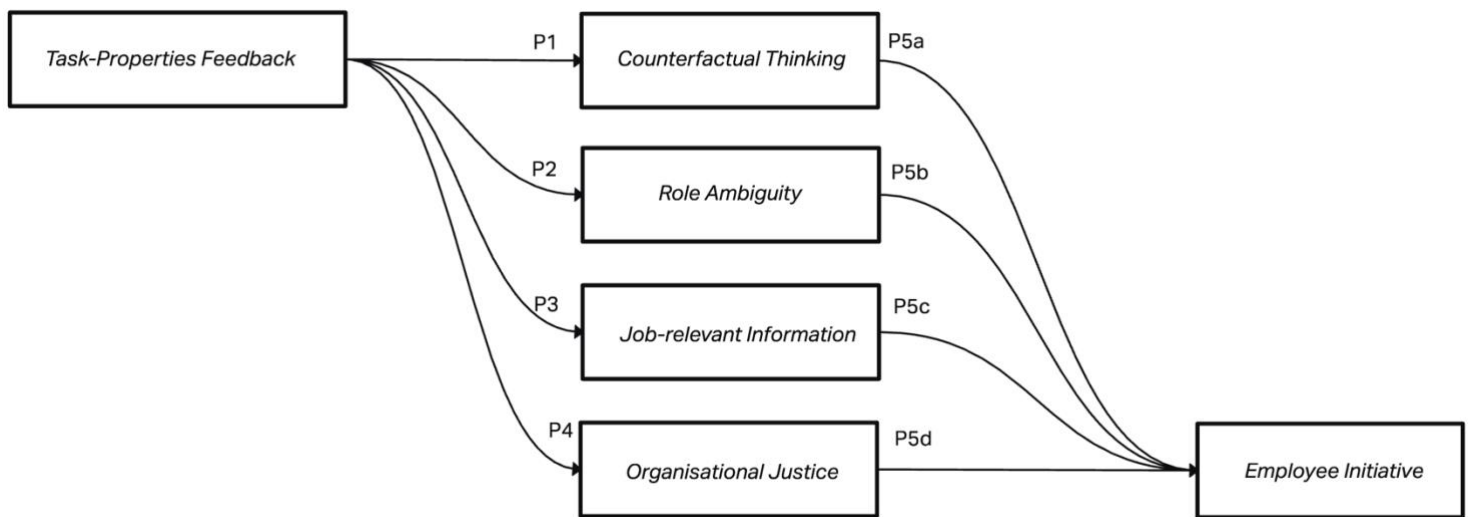 Task-Properties Feedback
P1
Counterfactual Thinking
P5a
P2
Role Ambiguity
P5b
P3
Job-relevant Information
P5c
P4
Organisational Justice
P5d
Employee Initiative